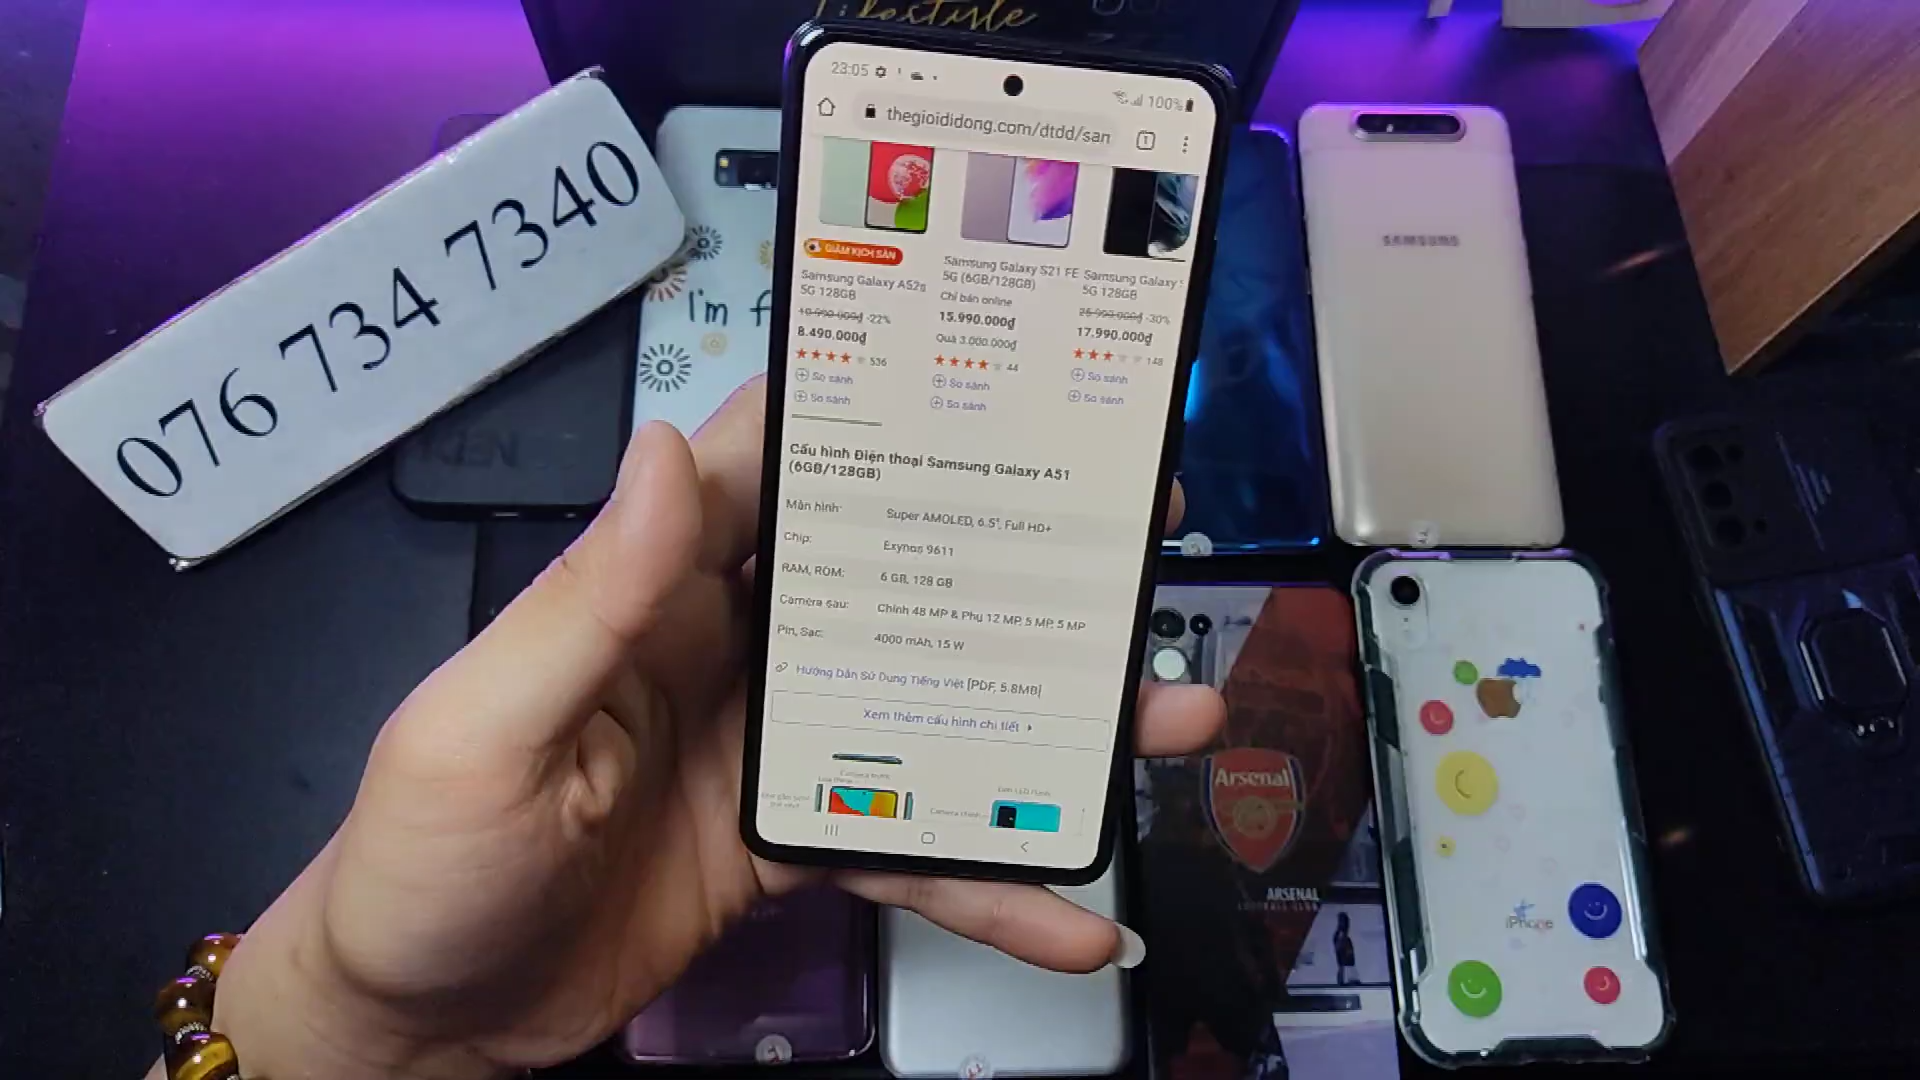 Lifestyle
076 734 7340
I'm f
23:05
100%
thegioididong.com/dtdd/san
1
GIẢM KỊCH SÀN
Samsung Galaxy A52s
5G 128GB
10.990.000₫ -22%
8.490.000₫
536
So sánh
So sánh
Samsung Galaxy S21 FE
5G (6GB/128GB)
Chỉ bán online
15.990.000₫
Quà 3.000.000₫
44
So sánh
So sánh
Samsung Galaxy
5G 128GB
25.990.000₫ -30%
17.990.000₫
148
So sánh
So sánh
Cấu hình Điện thoại Samsung Galaxy A51
(6GB/128GB)
Màn hình: Super AMOLED, 6.5", Full HD+
Chip: Exynos 9611
RAM, ROM: 6 GB, 128 GB
Camera sau: Chính 48 MP & Phụ 12 MP, 5 MP, 5 MP
Pin, Sạc: 4000 mAh, 15 W
Hướng Dẫn Sử Dụng Tiếng Việt [PDF, 5.8MB]
Xem thêm cấu hình chi tiết
SAMSUNG
Arsenal
ARSENAL
FOOTBALL CLUB
iPhone